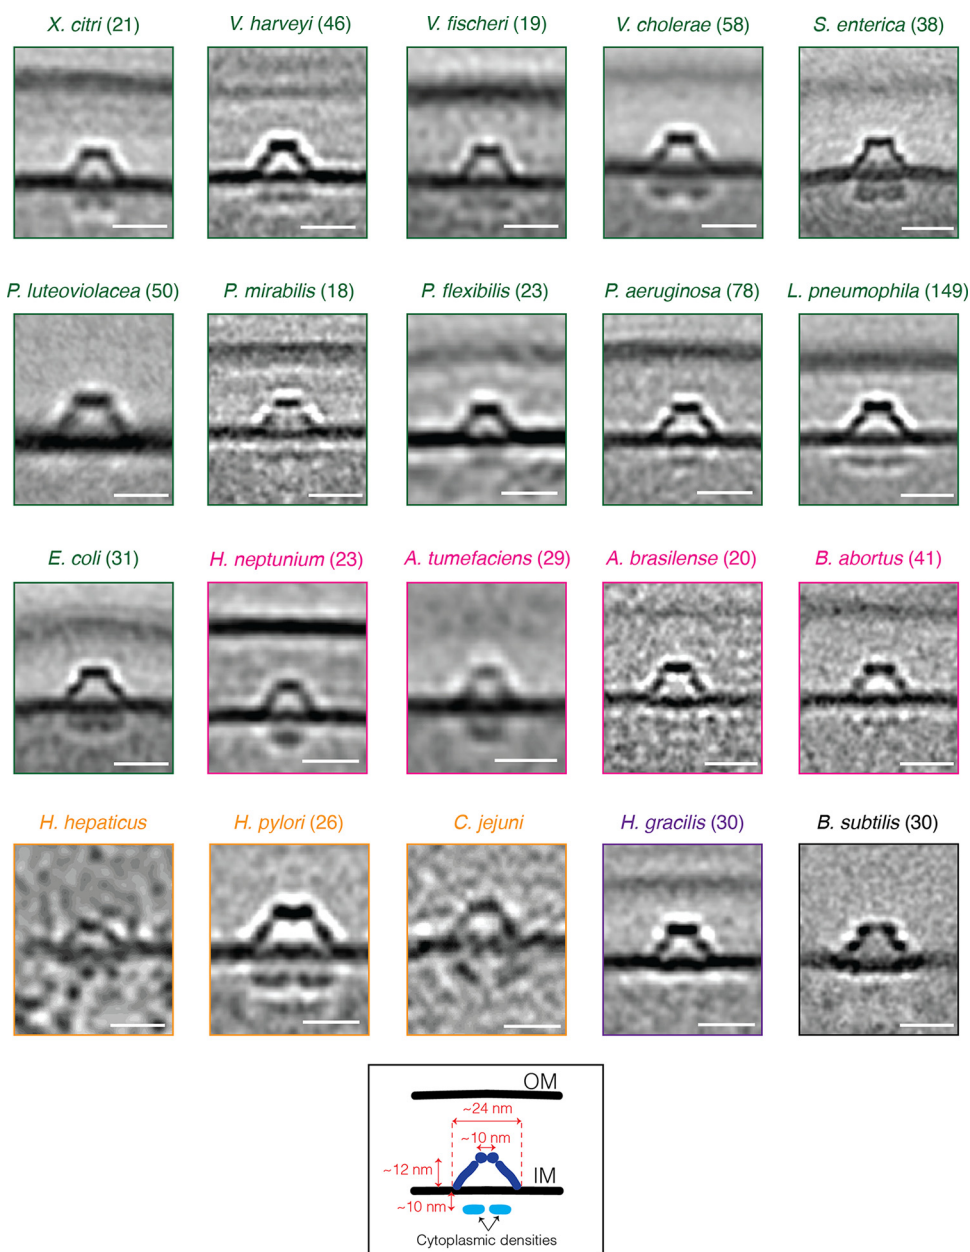 X. citri (21) V. harveyi (46) V. fischeri (19) V. cholerae (58) S. enterica (38)
P. luteoviolacea (50) P. mirabilis (18) P. flexibilis (23) P. aeruginosa (78) L. pneumophila (149)
E. coli (31) H. neptunium (23) A. tumefaciens (29) A. brasilense (20) B. abortus (41)
H. hepaticus H. pylori (26) C. jejuni H. gracilis (30) B. subtilis (30)
OM
~24 nm
~10 nm
~12 nm
IM
~10 nm
Cytoplasmic densities